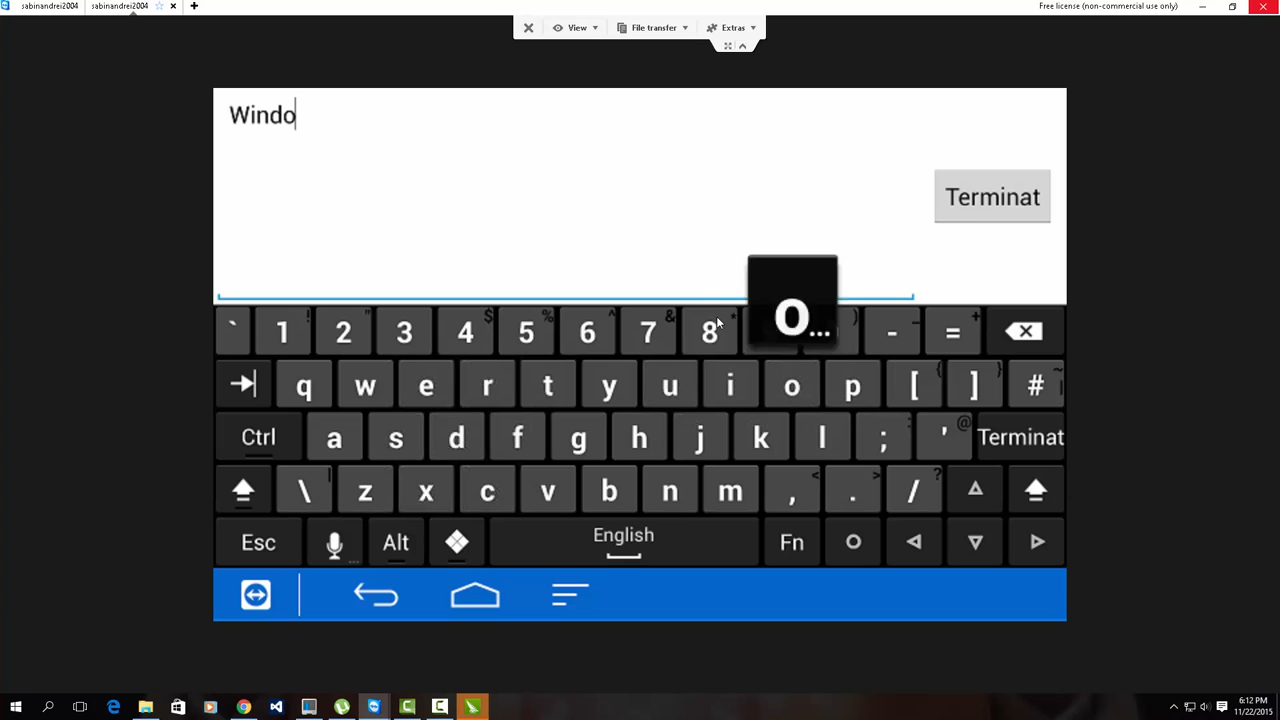 sabinandrei2004
sabinandrei2004
Free license (non-commercial use only)
View
File transfer
Extras
Windo
Terminat
o...
` 1 ! 2 " 3 4 $ 5 % 6 ^ 7 & 8 * ) - _ = +
q w e r t y u i o p [ { ] } # ~ |
Ctrl a s d f g h j k l ; : ' @ Terminat
\ | z x c v b n m , < . > / ?
Esc ... Alt English Fn
6:12 PM
11/22/2015